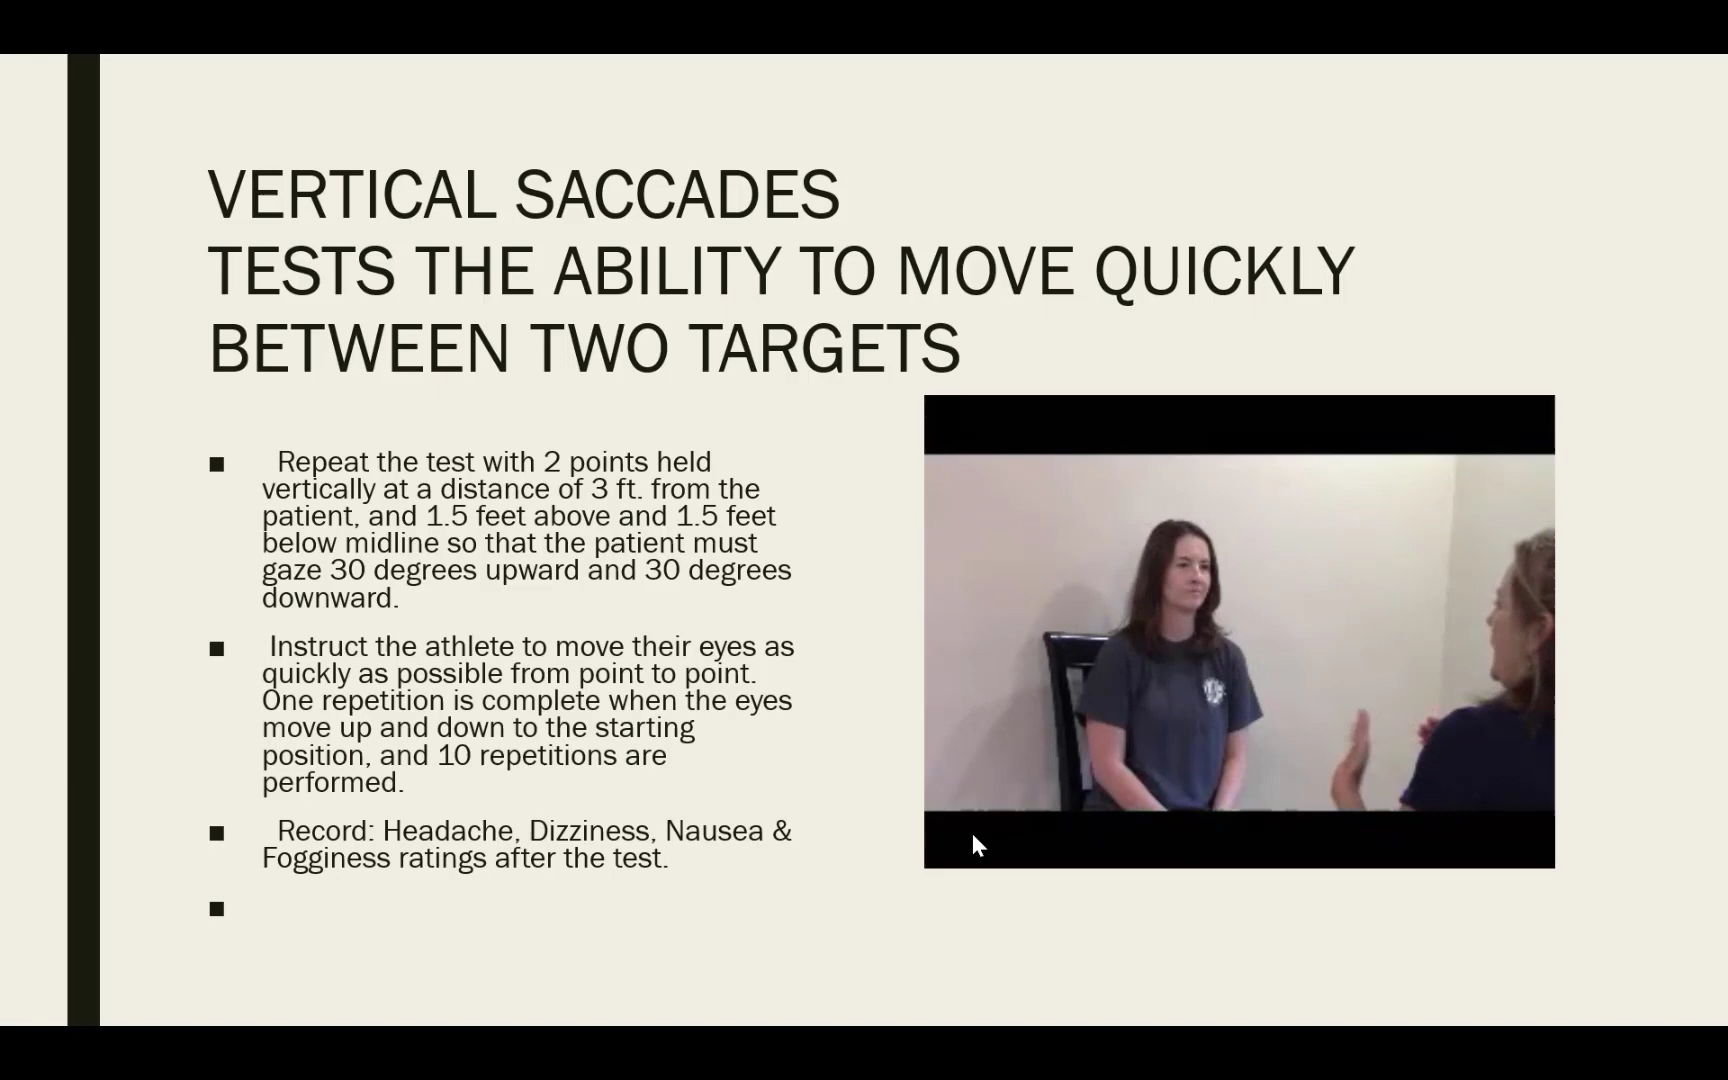 VERTICAL SACCADES
TESTS THE ABILITY TO MOVE QUICKLY
BETWEEN TWO TARGETS
Repeat the test with 2 points held
vertically at a distance of 3 ft. from the
patient, and 1.5 feet above and 1.5 feet
below midline so that the patient must
gaze 30 degrees upward and 30 degrees
downward.
Instruct the athlete to move their eyes as
quickly as possible from point to point.
One repetition is complete when the eyes
move up and down to the starting
position, and 10 repetitions are
performed.
Record: Headache, Dizziness, Nausea &
Fogginess ratings after the test.